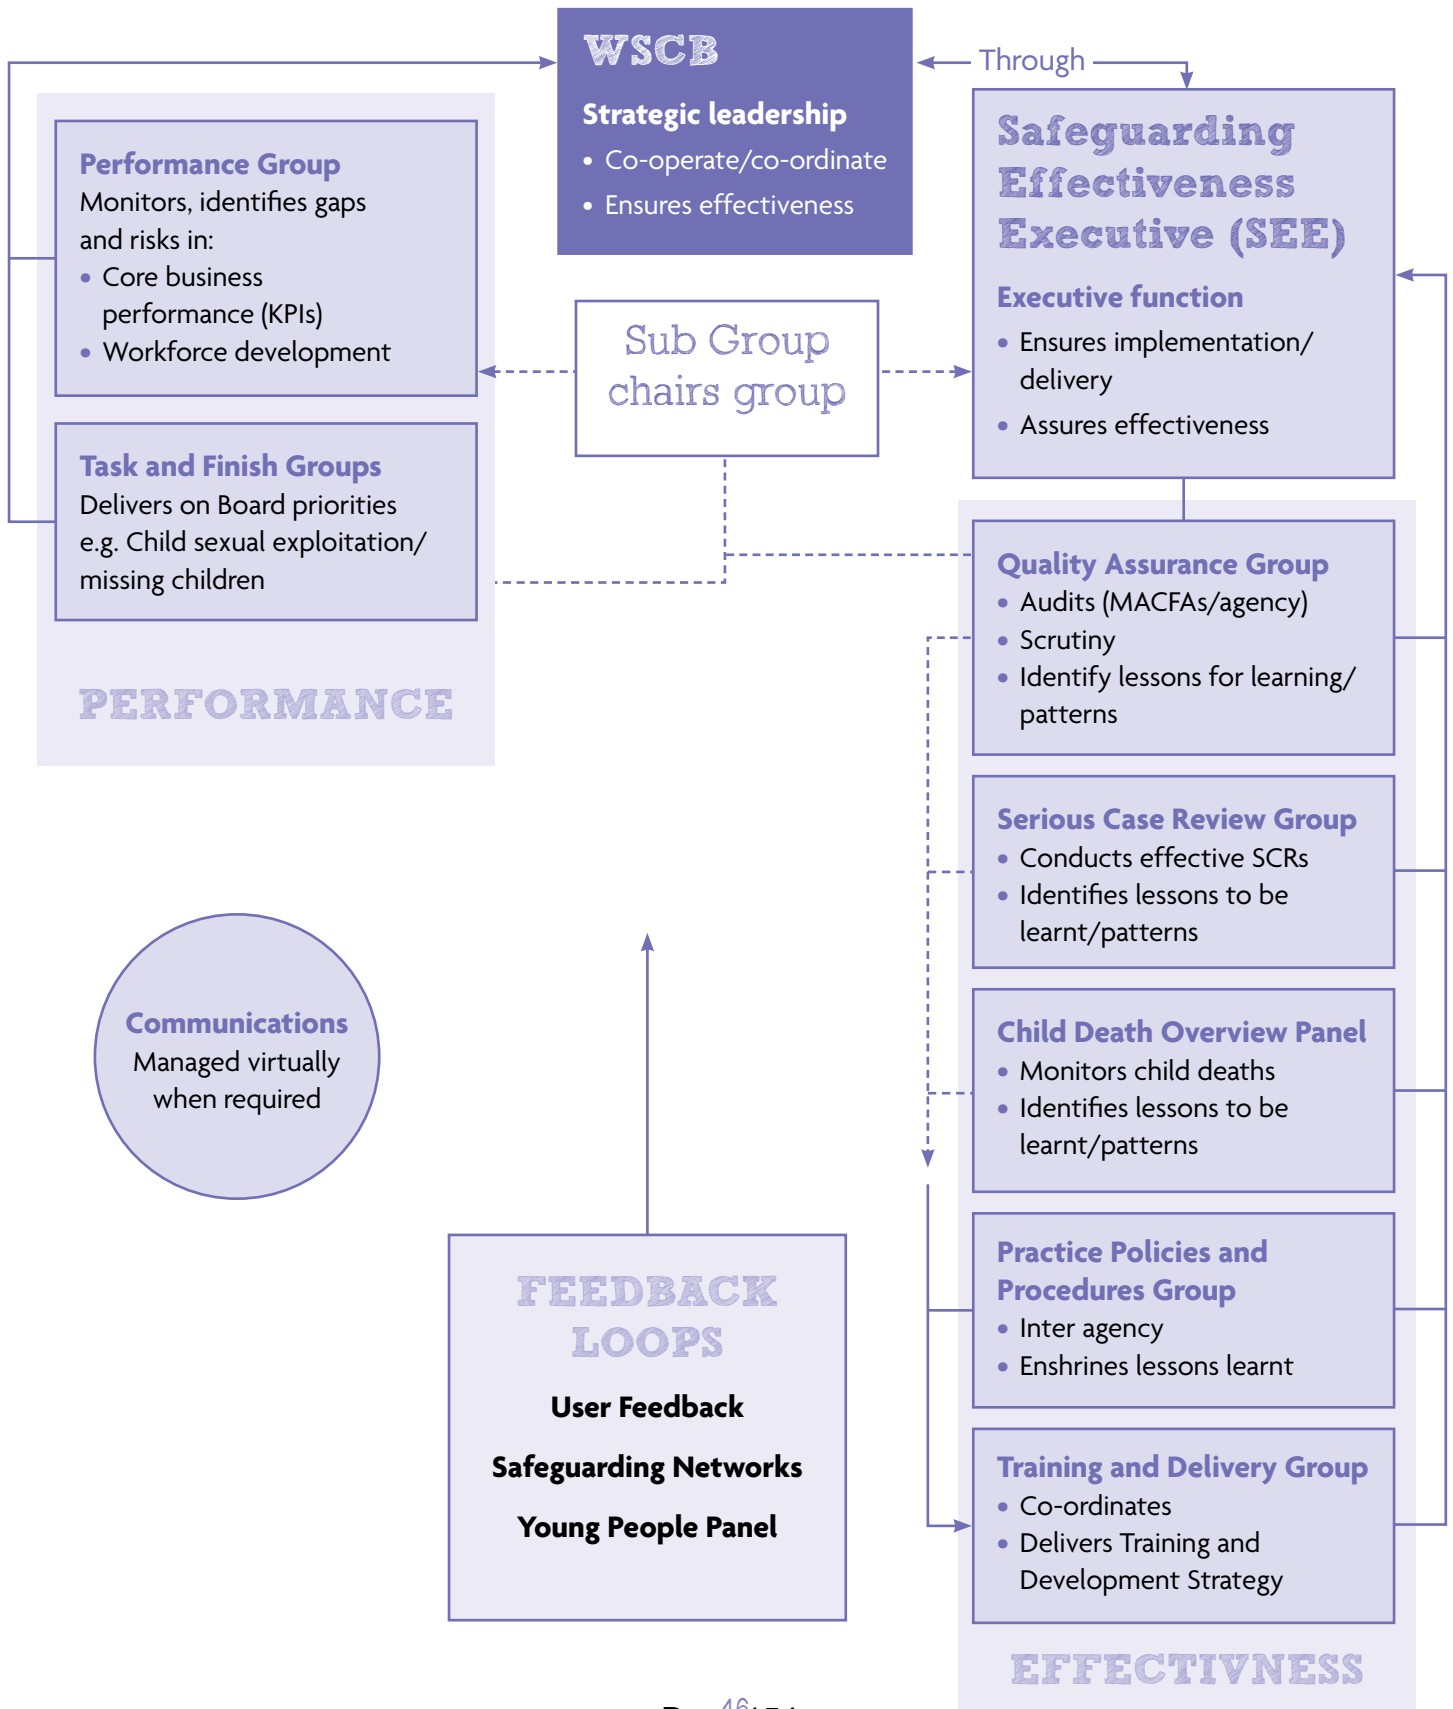 WSCB
Strategic leadership
• Co-operate/co-ordinate
• Ensures effectiveness
Through
Safeguarding
Effectiveness
Executive (SEE)
Executive function
• Ensures implementation/
delivery
• Assures effectiveness
Performance Group
Monitors, identifies gaps
and risks in:
• Core business
performance (KPIs)
• Workforce development
Sub Group
chairs group
Task and Finish Groups
Delivers on Board priorities
e.g. Child sexual exploitation/
missing children
PERFORMANCE
Quality Assurance Group
• Audits (MACFAs/agency)
• Scrutiny
• Identify lessons for learning/
patterns
Serious Case Review Group
• Conducts effective SCRs
• Identifies lessons to be
learnt/patterns
Child Death Overview Panel
• Monitors child deaths
• Identifies lessons to be
learnt/patterns
Practice Policies and
Procedures Group
• Inter agency
• Enshrines lessons learnt
Training and Delivery Group
• Co-ordinates
• Delivers Training and
Development Strategy
EFFECTIVNESS
Communications
Managed virtually
when required
FEEDBACK
LOOPS
User Feedback
Safeguarding Networks
Young People Panel
46